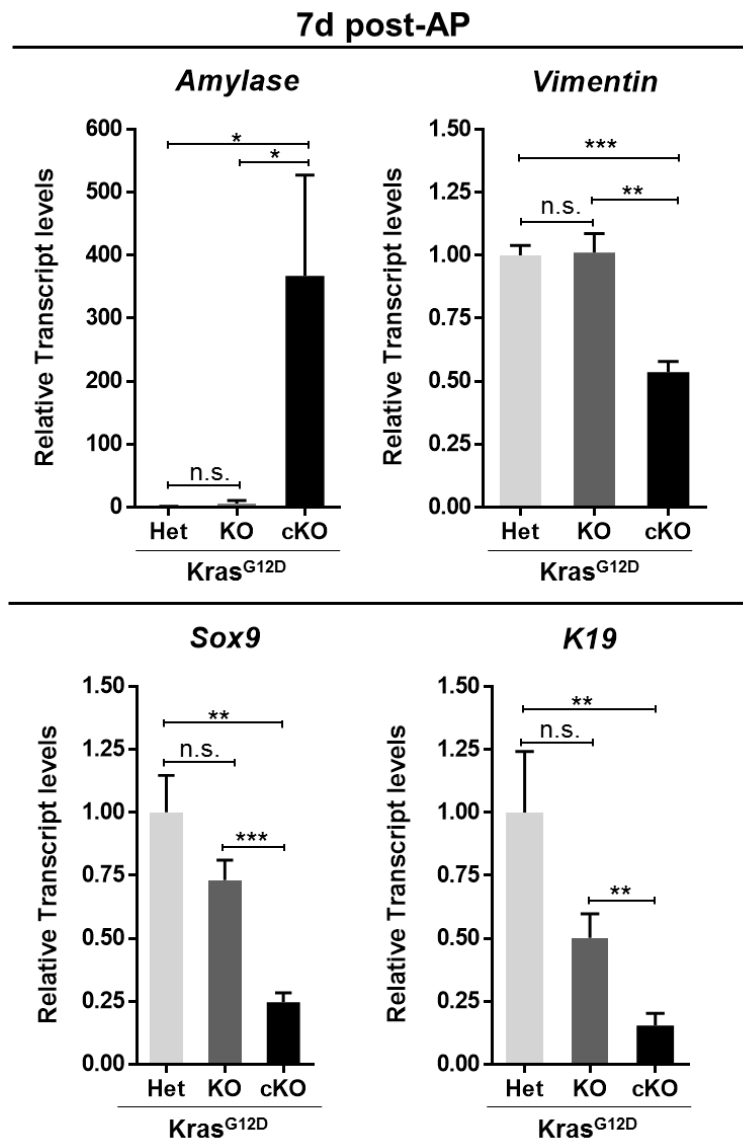 7d post-AP
Amylase
Relative Transcript levels
600
500
400
300
200
100
0
*
*
n.s.
Het KO cKO
KrasG12D
Vimentin
Relative Transcript levels
1.50
1.25
1.00
0.75
0.50
0.25
0.00
***
**
n.s.
Het KO cKO
KrasG12D
Sox9
Relative Transcript levels
1.50
1.25
1.00
0.75
0.50
0.25
0.00
**
n.s.
***
Het KO cKO
KrasG12D
K19
Relative Transcript levels
1.50
1.25
1.00
0.75
0.50
0.25
0.00
**
n.s.
**
Het KO cKO
KrasG12D